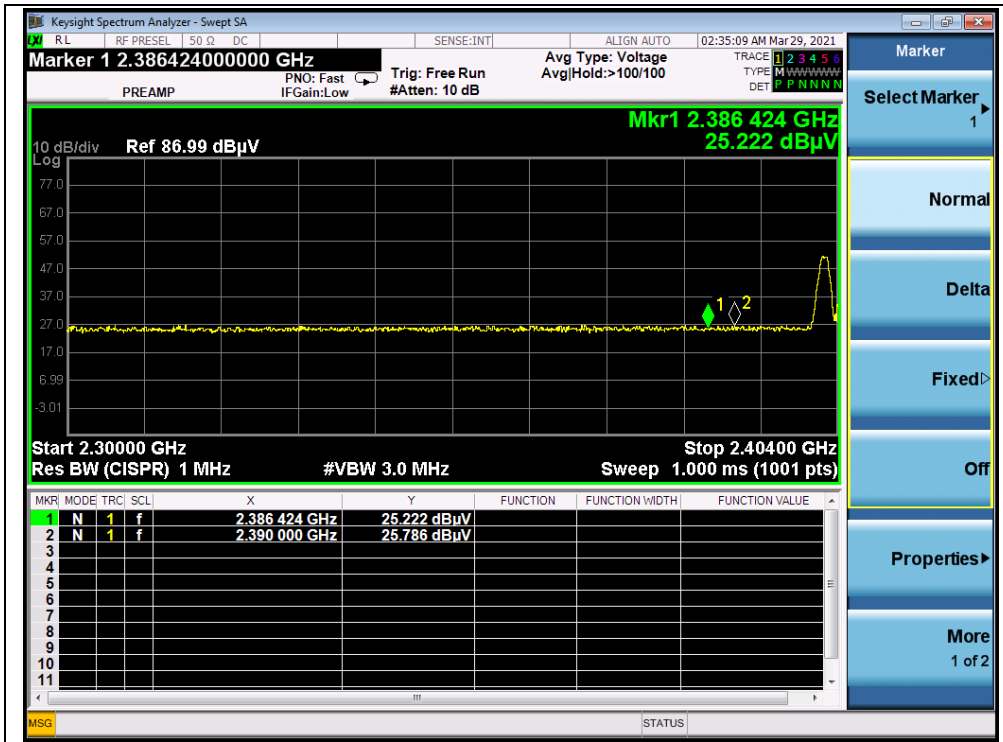 Keysight Spectrum Analyzer - Swept SA
LXI RL RF PRESEL 50 Ω DC SENSE:INT ALIGN AUTO 02:35:09 AM Mar 29, 2021
Marker 1 2.386424000000 GHz
PREAMP
PNO: Fast
IFGain:Low
Trig: Free Run
#Atten: 10 dB
Avg Type: Voltage
Avg|Hold:>100/100
TRACE 1 2 3 4 5 6
TYPE M WWWWW
DET P P N N N N
Mkr1 2.386 424 GHz
25.222 dBµV
10 dB/div Ref 86.99 dBµV
Log
77.0
67.0
57.0
47.0
37.0
27.0
17.0
6.99
-3.01
1
2
Start 2.30000 GHz Stop 2.40400 GHz
Res BW (CISPR) 1 MHz #VBW 3.0 MHz Sweep 1.000 ms (1001 pts)
MKR MODE TRC SCL X Y FUNCTION FUNCTION WIDTH FUNCTION VALUE
1 N 1 f 2.386 424 GHz 25.222 dBµV
2 N 1 f 2.390 000 GHz 25.786 dBµV
3
4
5
6
7
8
9
10
11
MSG STATUS
Marker
Select Marker
1
Normal
Delta
Fixed
Off
Properties
More
1 of 2